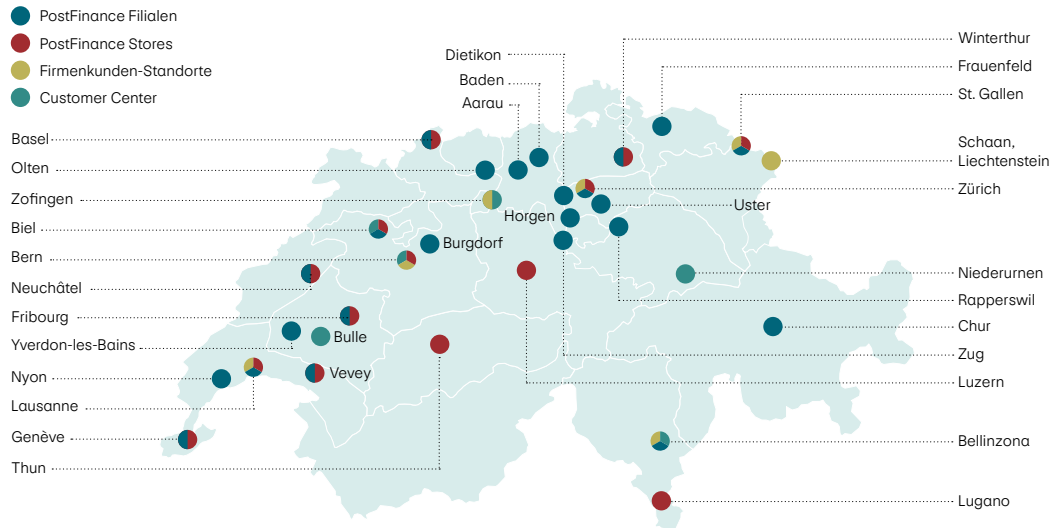 PostFinance Filialen
PostFinance Stores
Firmenkunden-Standorte
Customer Center
Basel
Olten
Zofingen
Biel
Bern
Neuchâtel
Fribourg
Yverdon-les-Bains
Nyon
Lausanne
Genève
Thun
Dietikon
Baden
Aarau
Horgen
Burgdorf
Bulle
Vevey
Uster
Winterthur
Frauenfeld
St. Gallen
Schaan,
Liechtenstein
Zürich
Niederurnen
Rapperswil
Chur
Zug
Luzern
Bellinzona
Lugano